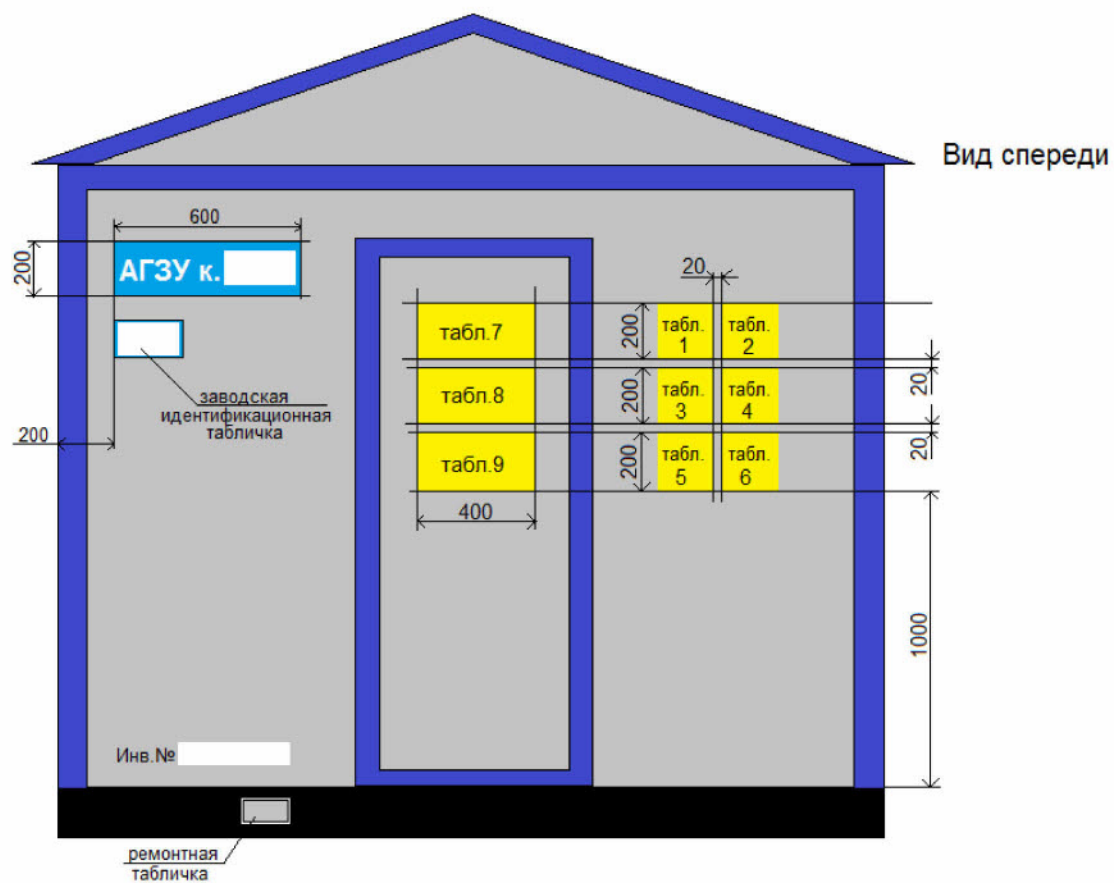 Вид спереди
600
200
АГЗУ к.
20
200
табл.7
200
табл.
1
табл.
2
20
заводская
идентификационная
табличка
табл.8
200
табл.
3
табл.
4
20
200
табл.9
200
табл.
5
табл.
6
400
1000
Инв.№
ремонтная
табличка